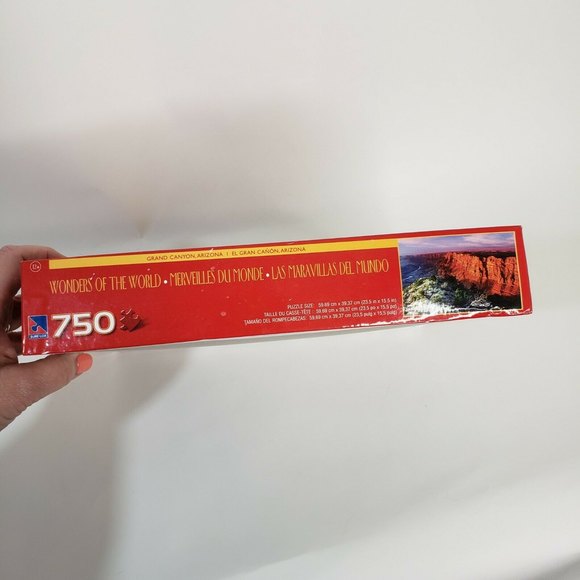 GRAND CANYON, ARIZONA | EL GRAN CAÑON, ARIZONA
WONDERS OF THE WORLD • MERVEILLES DU MONDE • LAS MARAVILLAS DEL MUNDO
PUZZLE SIZE: 59.69 cm x 39.37 cm (23.5 in x 15.5 in)
TAILLE DU CASSE-TÊTE: 59.69 cm x 39.37 cm (23.5 po x 15.5 po)
TAMAÑO DEL ROMPECABEZAS: 59,69 cm x 39,37 cm (23,5 pulg x 15,5 pulg)
750
SURE LOX